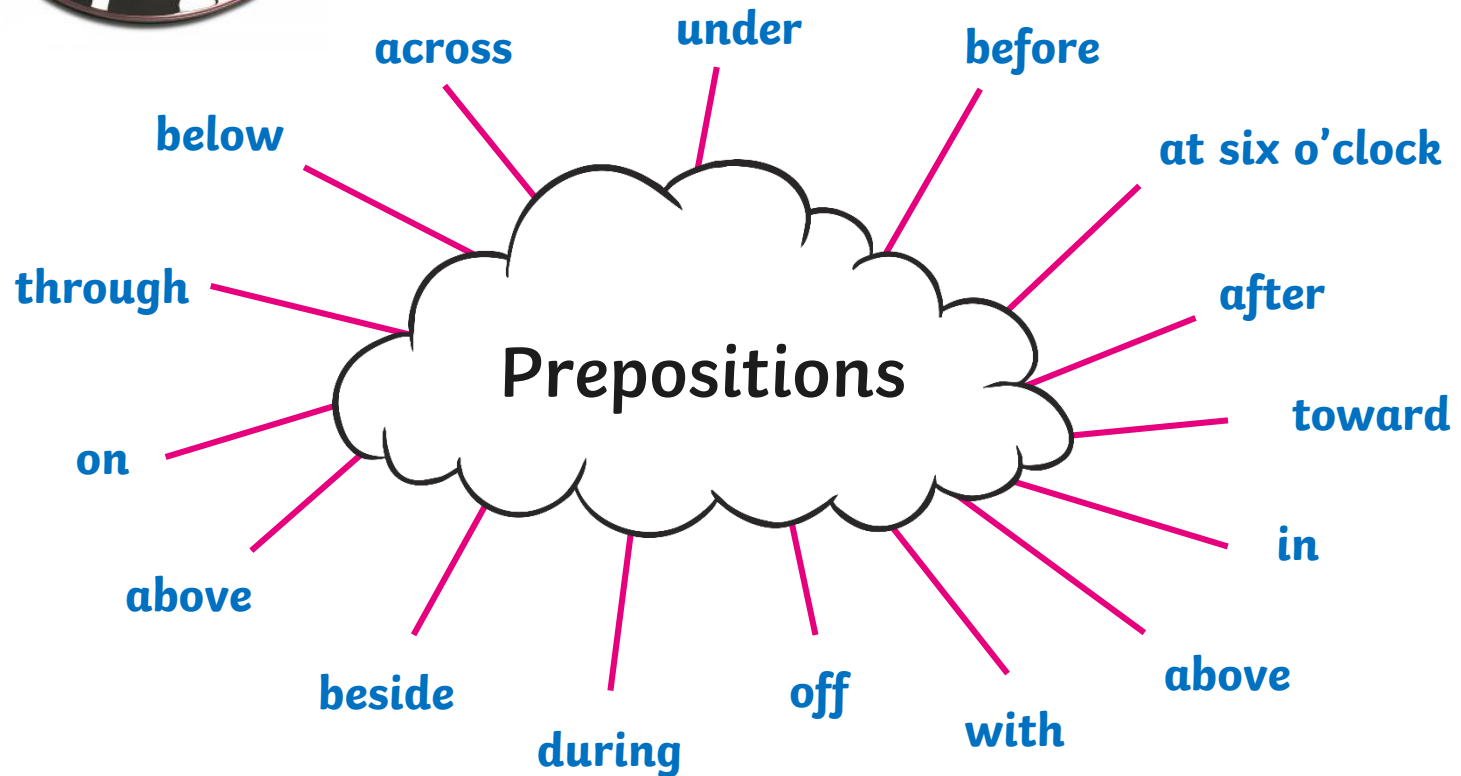 under
across
before
below
at six o'clock
through
after
Prepositions
toward
on
in
above
above
beside
off
with
during